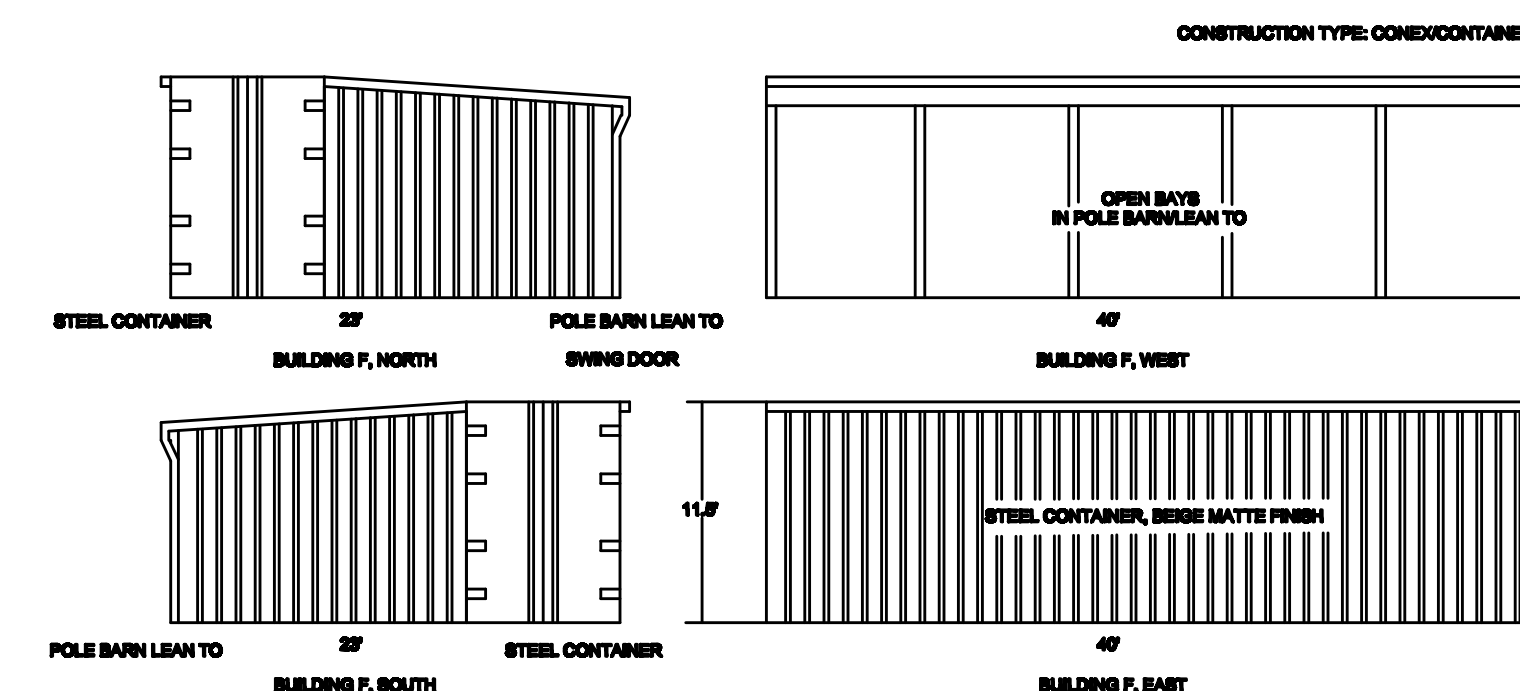 CONSTRUCTION TYPE: CONEX/CONTAINE
OPEN BAYS
IN POLE BARN/LEAN TO
STEEL CONTAINER
23'
POLE BARN LEAN TO
40'
BUILDING F, NORTH
SWING DOOR
BUILDING F, WEST
11.5'
STEEL CONTAINER, BEIGE MATTE FINISH
POLE BARN LEAN TO
23'
STEEL CONTAINER
40'
BUILDING F, SOUTH
BUILDING F, EAST